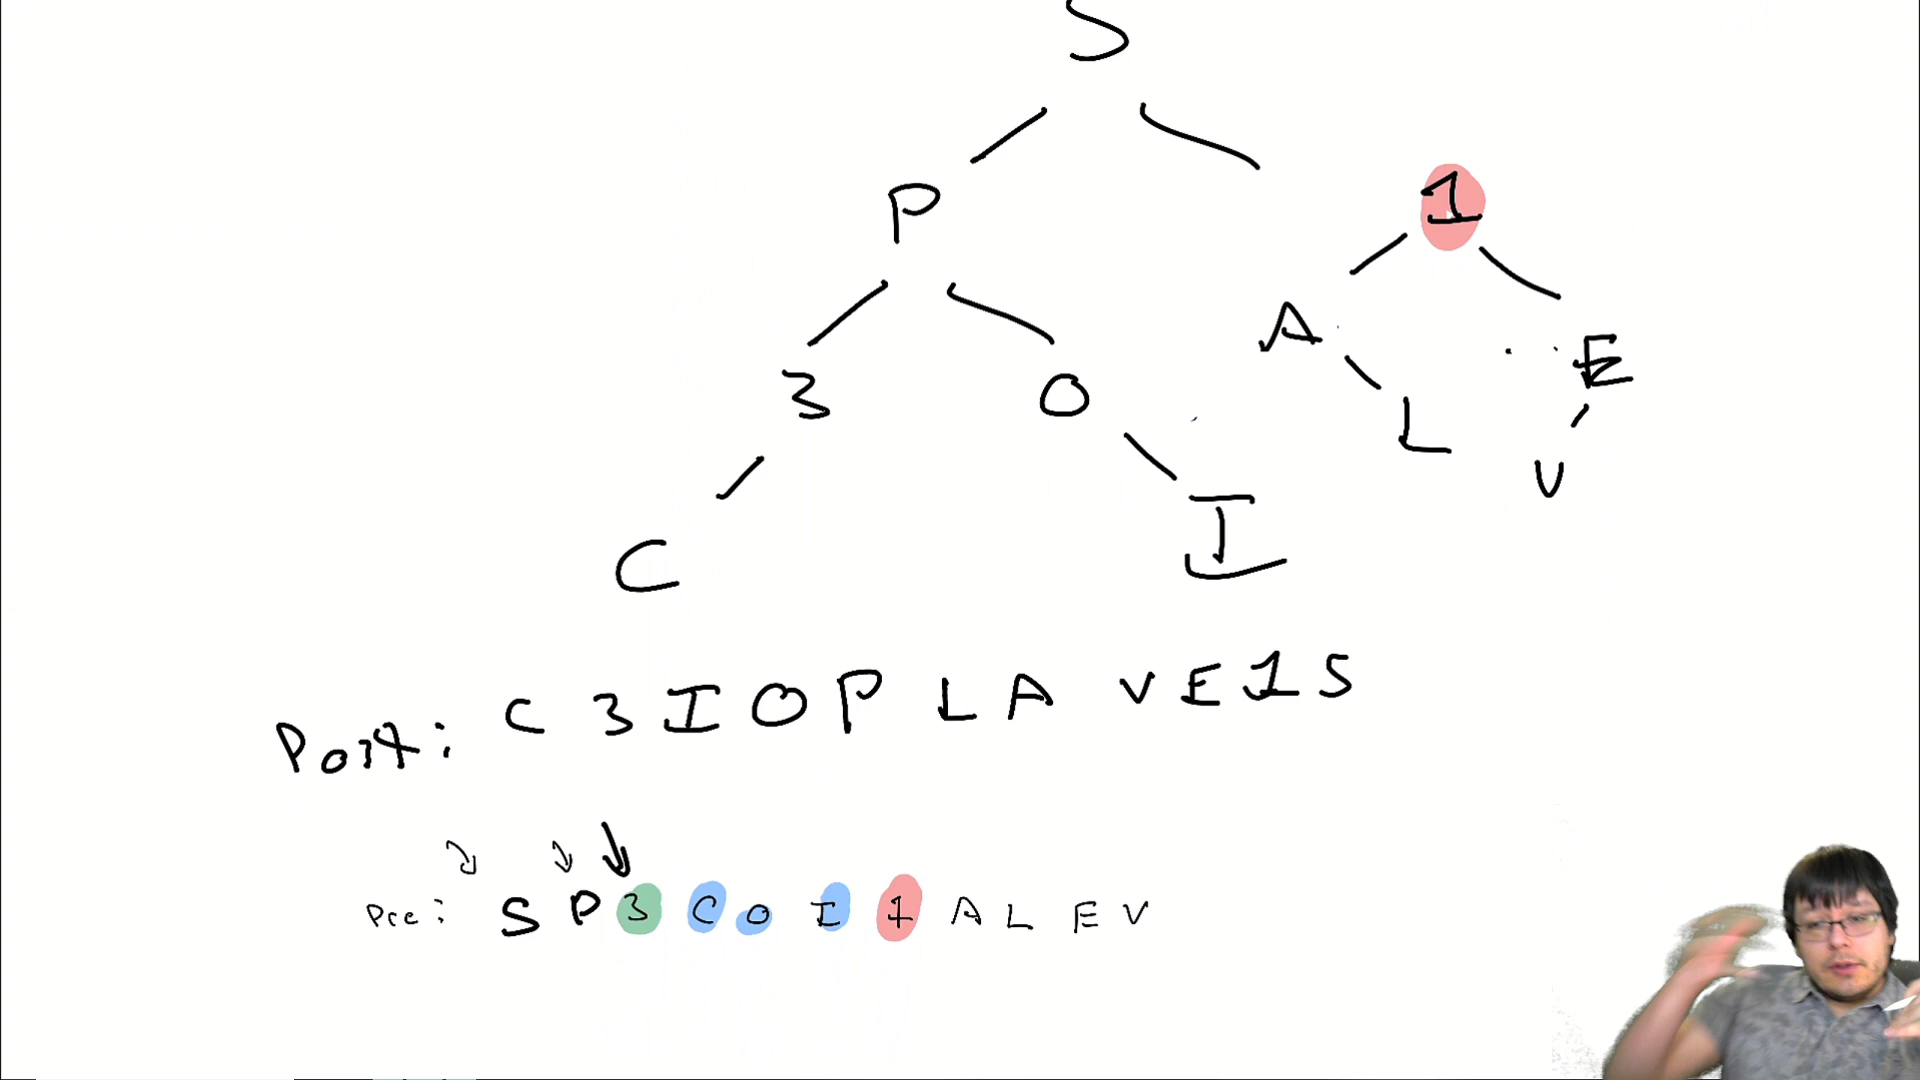 S
P 1
3 O A E
C I L V
Post: C 3 I O P L A V E 1 S
Pre: S P 3 C O I 1 A L E V